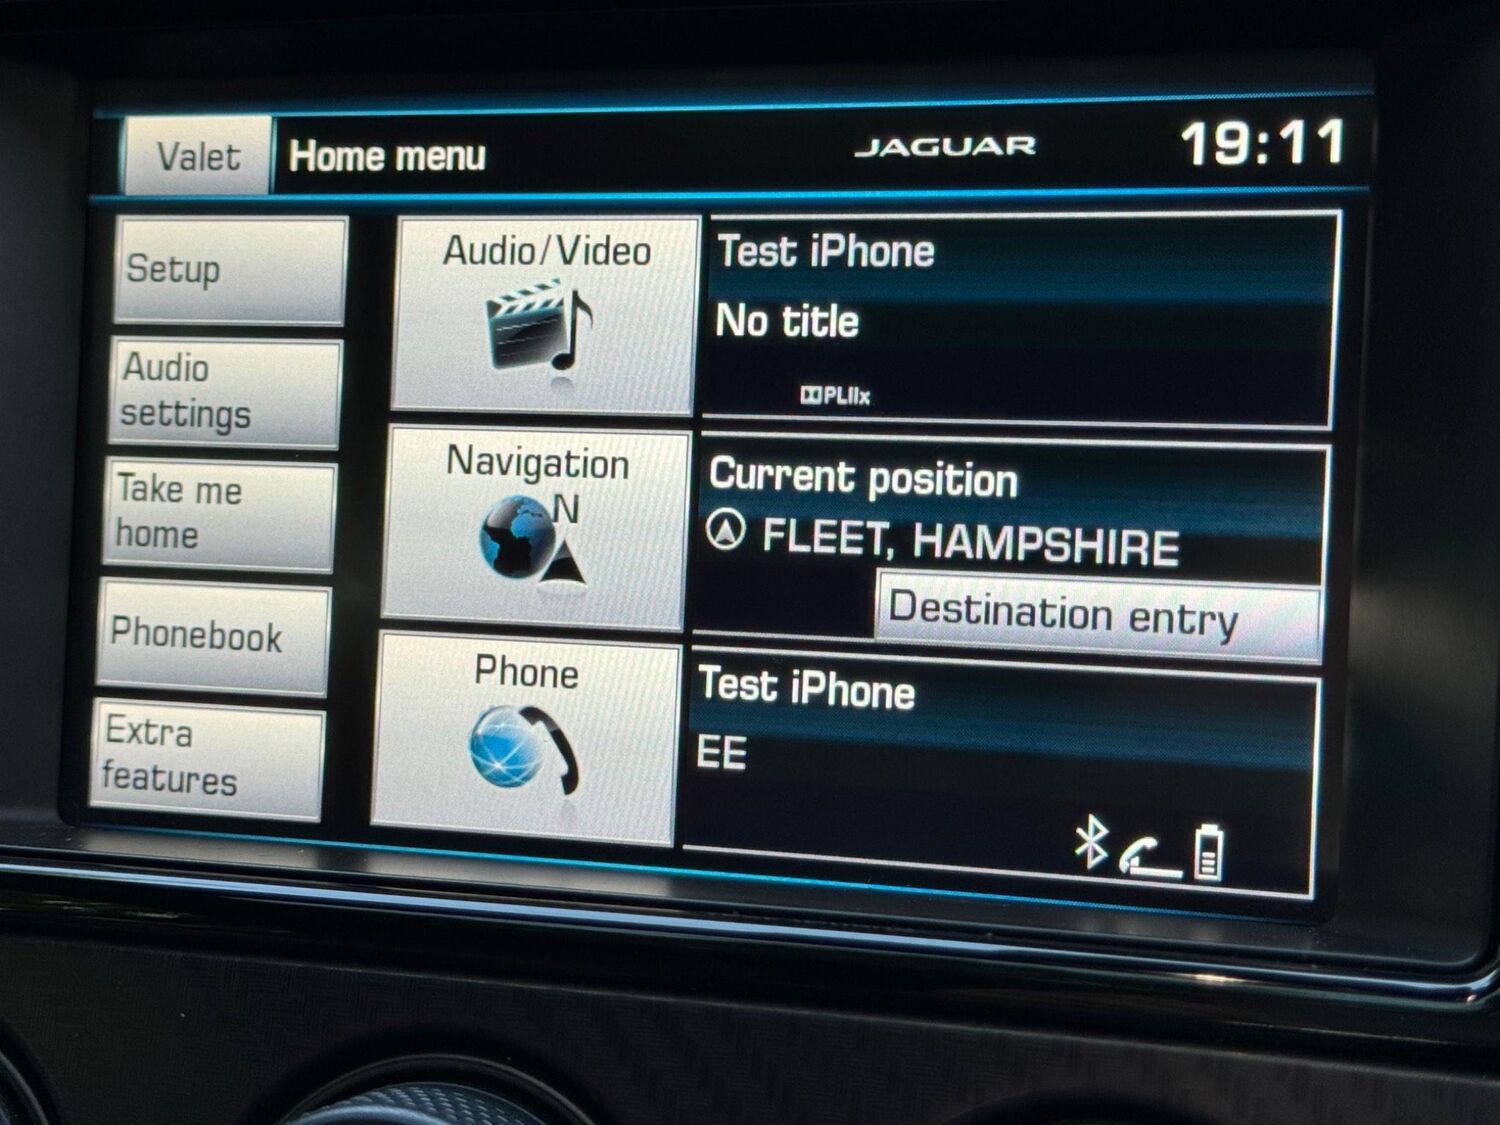 Valet
Home menu
JAGUAR
19:11
Setup
Audio
settings
Take me
home
Phonebook
Extra
features
Audio/Video
Test iPhone
No title
PLIIx
Navigation
N
Current position
FLEET, HAMPSHIRE
Destination entry
Phone
Test iPhone
EE